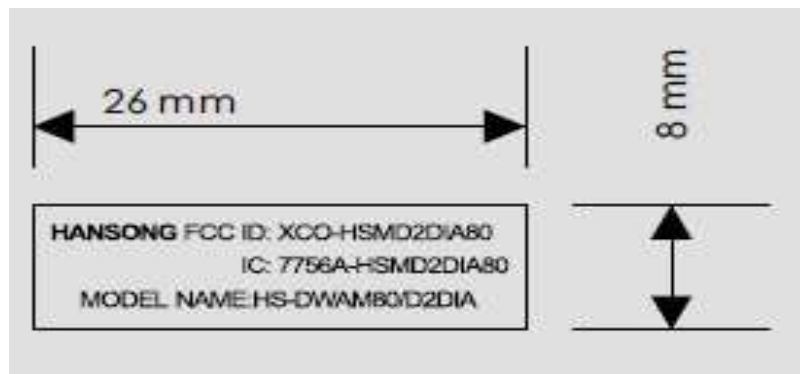 26 mm
8 mm
HANSONG FCC ID: XCO-HSMD2DIA80
IC: 7756A-HSMD2DIA80
MODEL NAME:HS-DWAM80/D2DIA